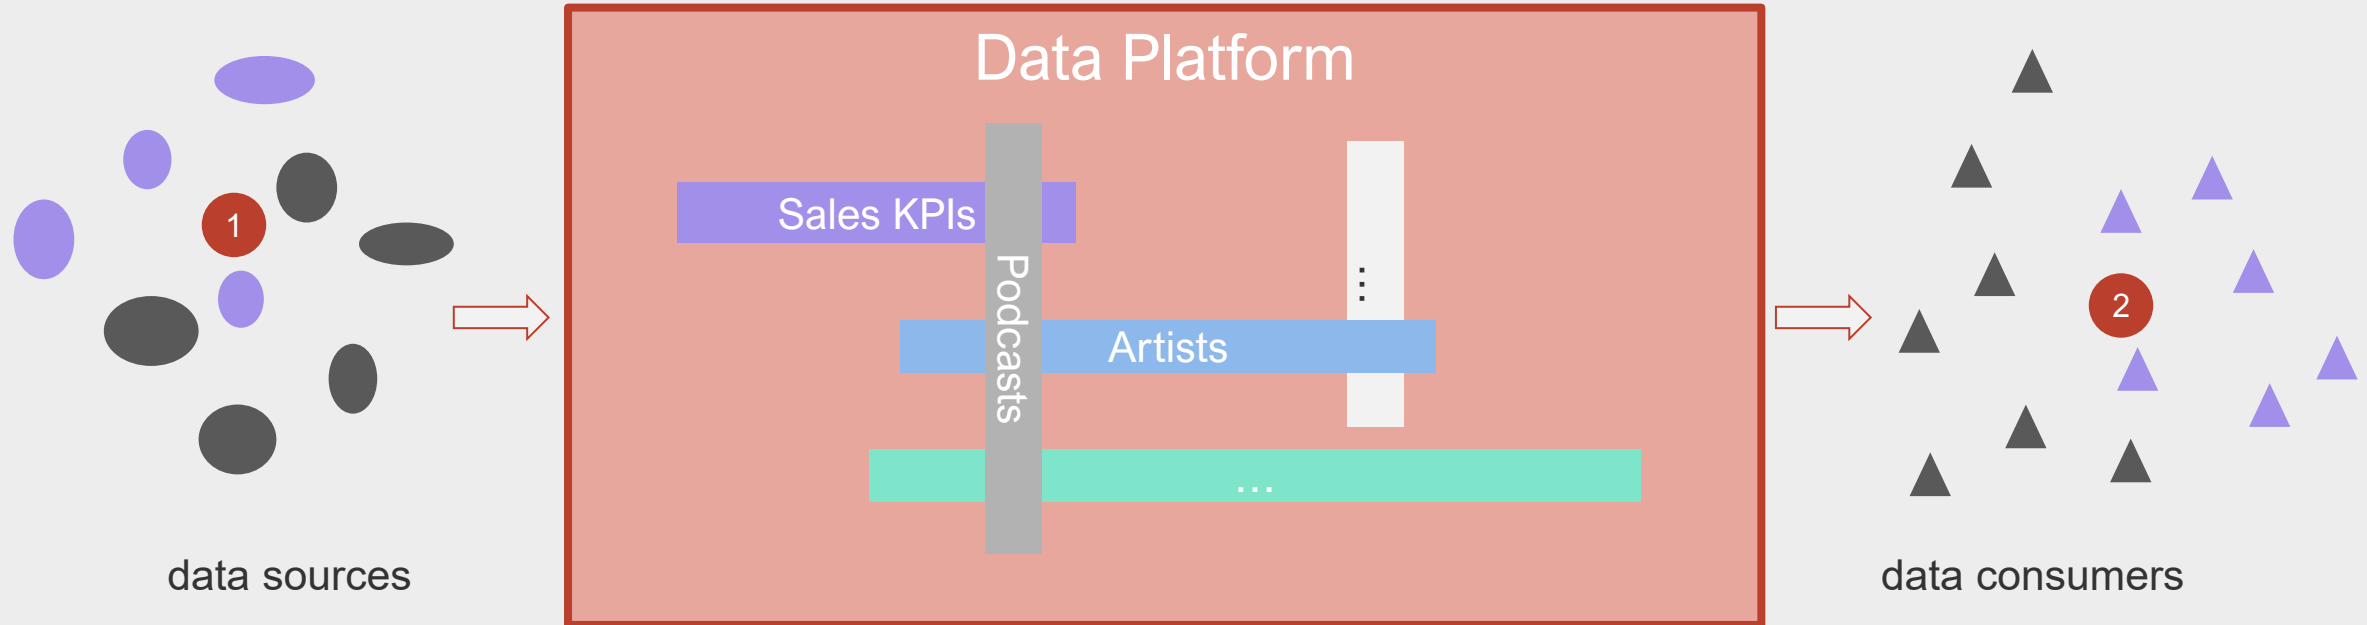 Data Platform
1
Sales KPIs
Podcasts
...
Artists
2
...
data sources
data consumers